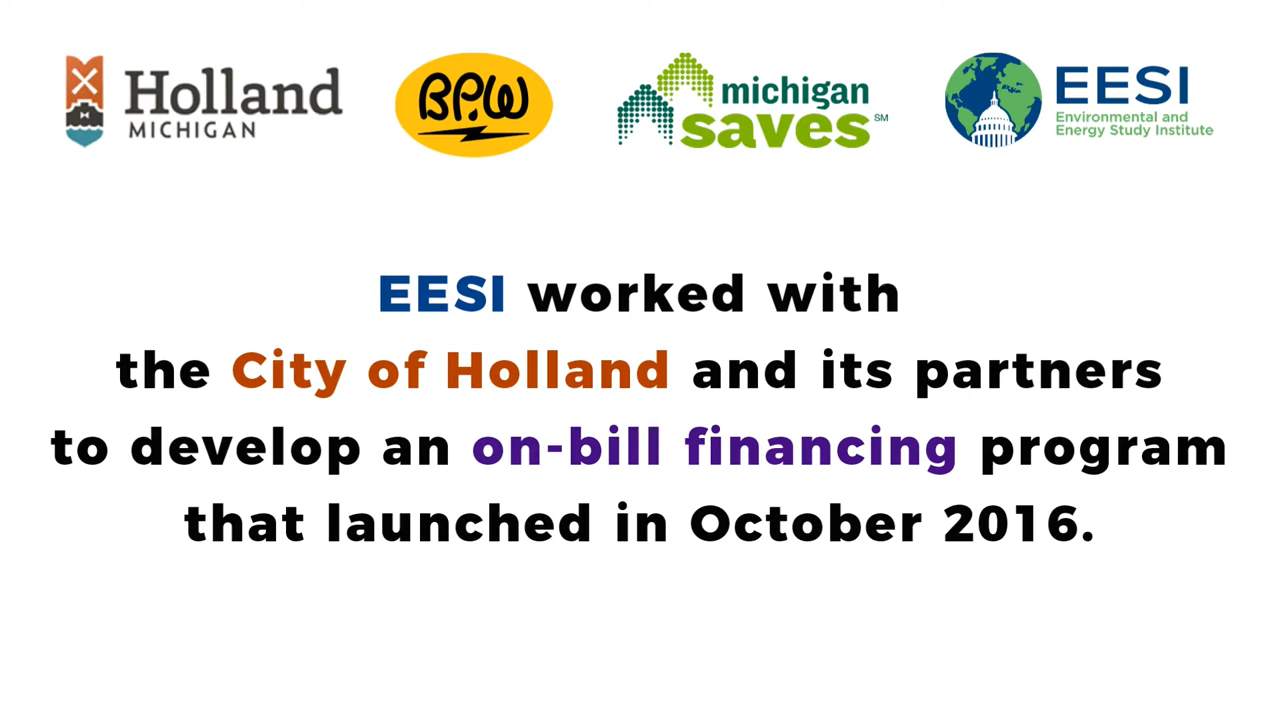 Holland
MICHIGAN
BPW
michigan
saves SM
EESI
Environmental and
Energy Study Institute
EESI worked with
the City of Holland and its partners
to develop an on-bill financing program
that launched in October 2016.